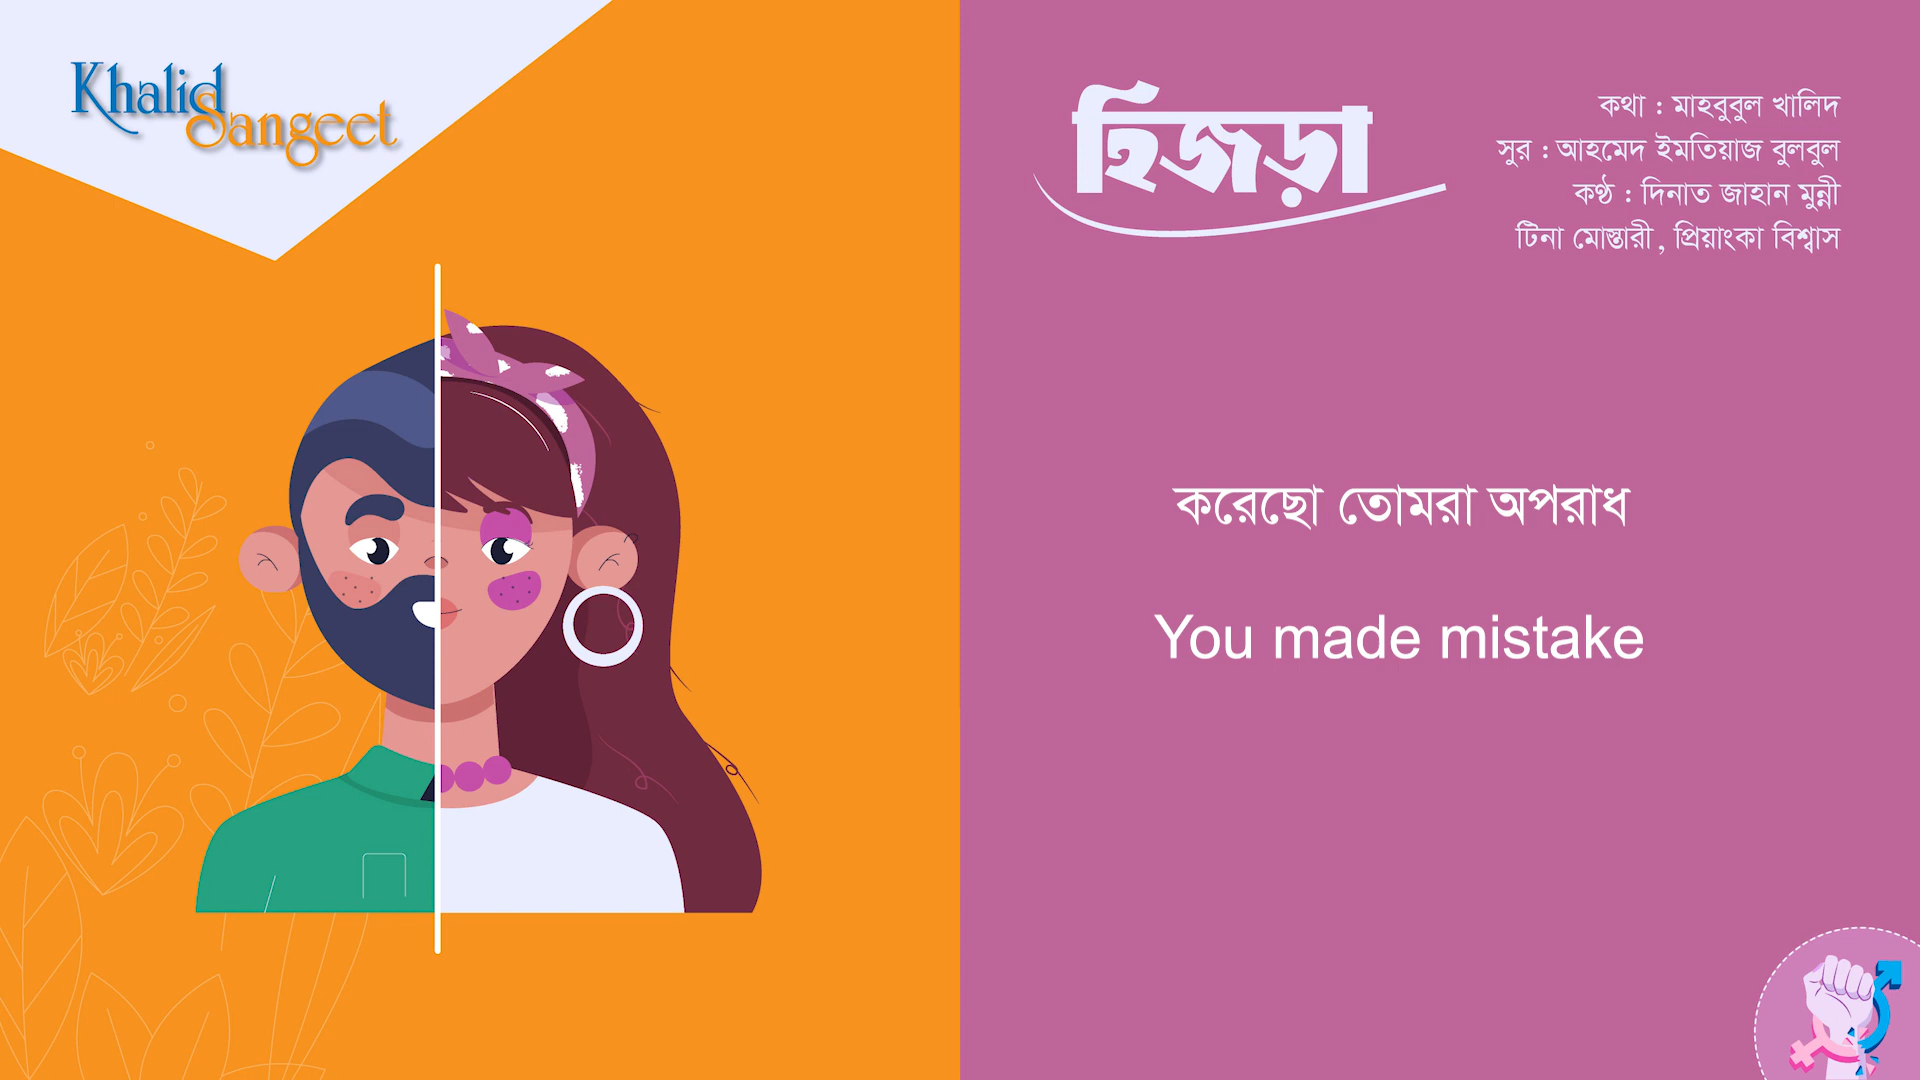 Khalid
Sangeet
হিজড়া
কথা : মাহবুবুল খালিদ
সুর : আহমেদ ইমতিয়াজ বুলবুল
কণ্ঠ : দিনাত জাহান মুন্নী
টিনা মোস্তারী, প্রিয়াংকা বিশ্বাস
করেছো তোমরা অপরাধ
You made mistake